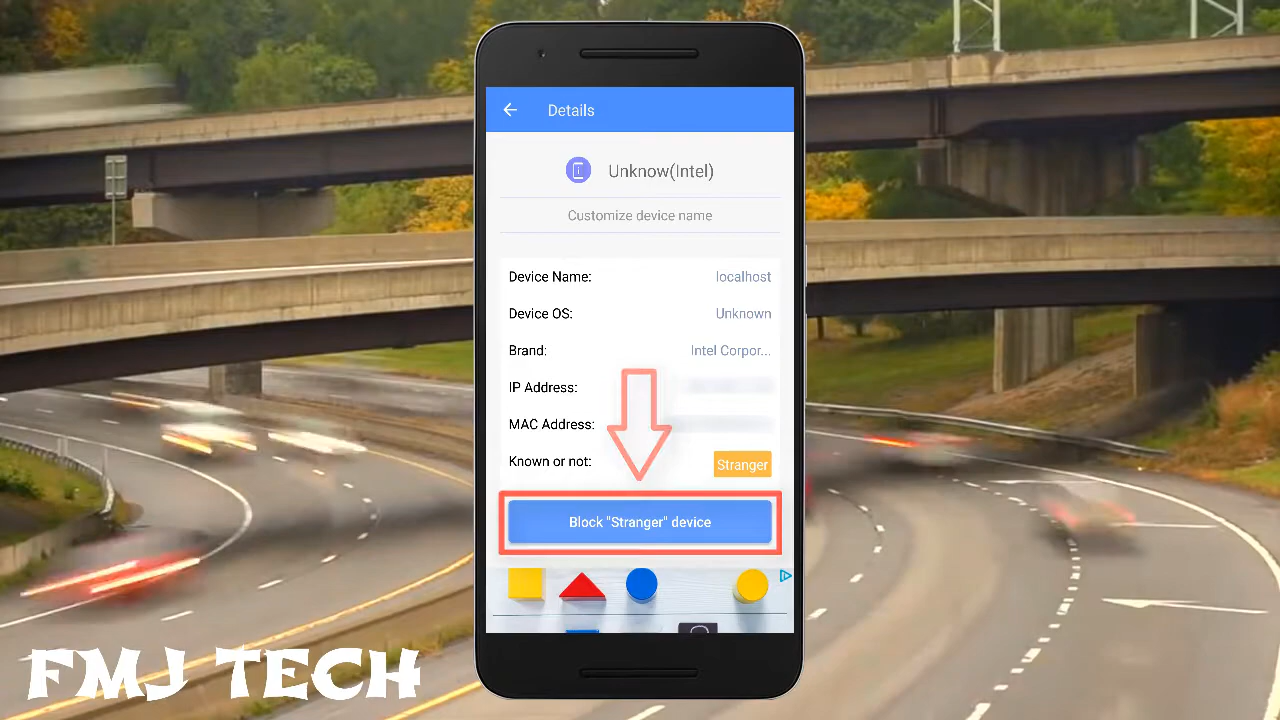 Details
Unknow(Intel)
Customize device name
Device Name: localhost
Device OS: Unknown
Brand: Intel Corpor...
IP Address:
MAC Address:
Known or not: Stranger
Block "Stranger" device
FMJ TECH